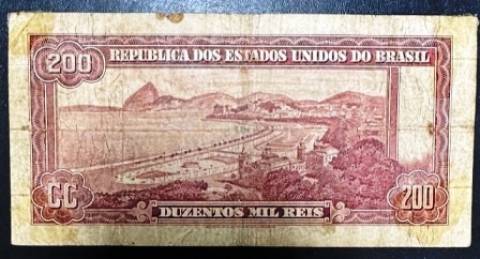 200
REPUBLICA DOS ESTADOS UNIDOS DO BRASIL
CC
200
DUZENTOS MIL REIS